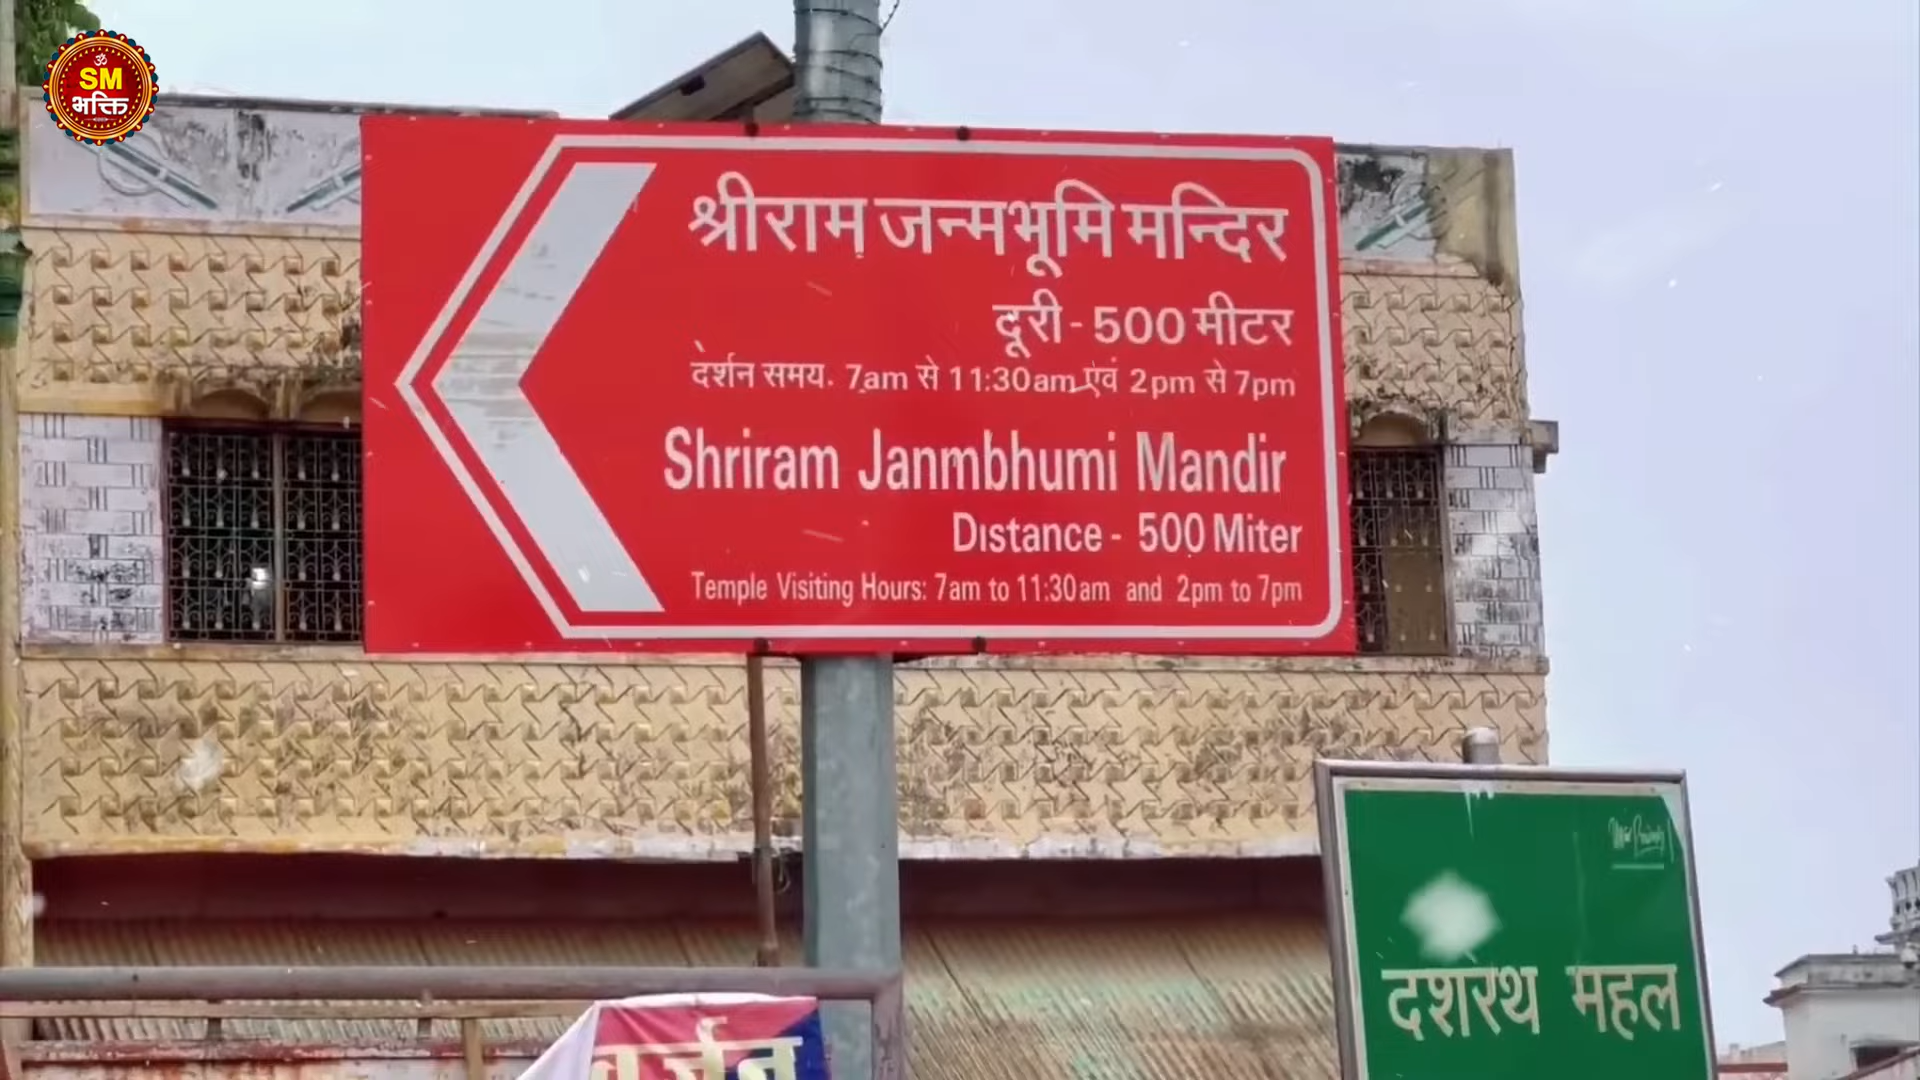 ॐ
SM
भक्ति
श्रीराम जन्मभूमि मन्दिर
दूरी - 500 मीटर
दर्शन समय. 7am से 11:30am एवं 2pm से 7pm
Shriram Janmbhumi Mandir
Distance - 500 Miter
Temple Visiting Hours: 7am to 11:30am and 2pm to 7pm
दशरथ महल